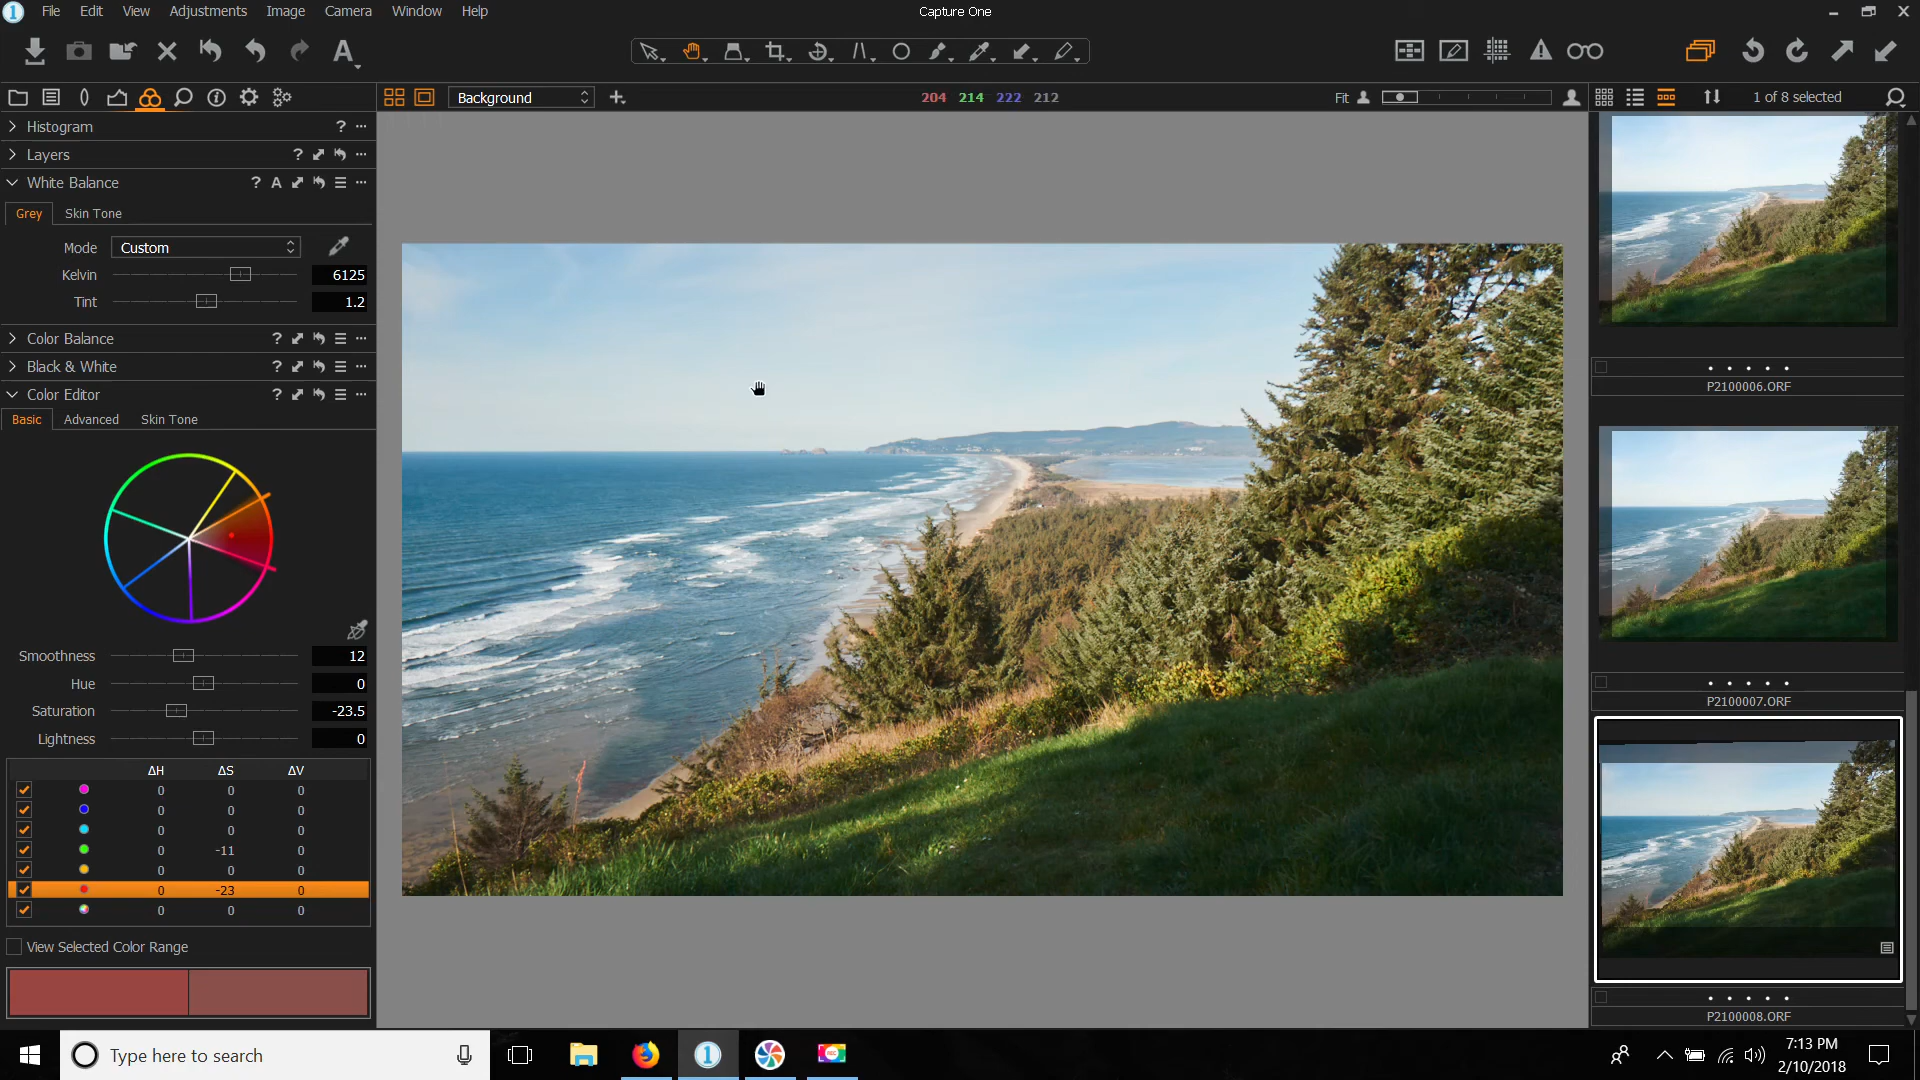 1 File Edit View Adjustments Image Camera Window Help
Capture One
A
Background
204 214 222 212
Fit
1 of 8 selected
Histogram ?
Layers ?
White Balance ? A
Grey Skin Tone
Mode Custom
Kelvin 6125
Tint 1.2
Color Balance ?
Black & White ?
Color Editor ?
Basic Advanced Skin Tone
Smoothness 12
Hue 0
Saturation -23.5
Lightness 0
ΔH ΔS ΔV
0 0 0
0 0 0
0 0 0
0 -11 0
0 0 0
0 -23 0
0 0 0
View Selected Color Range
P2100006.ORF
P2100007.ORF
P2100008.ORF
Type here to search
1
REC
7:13 PM
2/10/2018